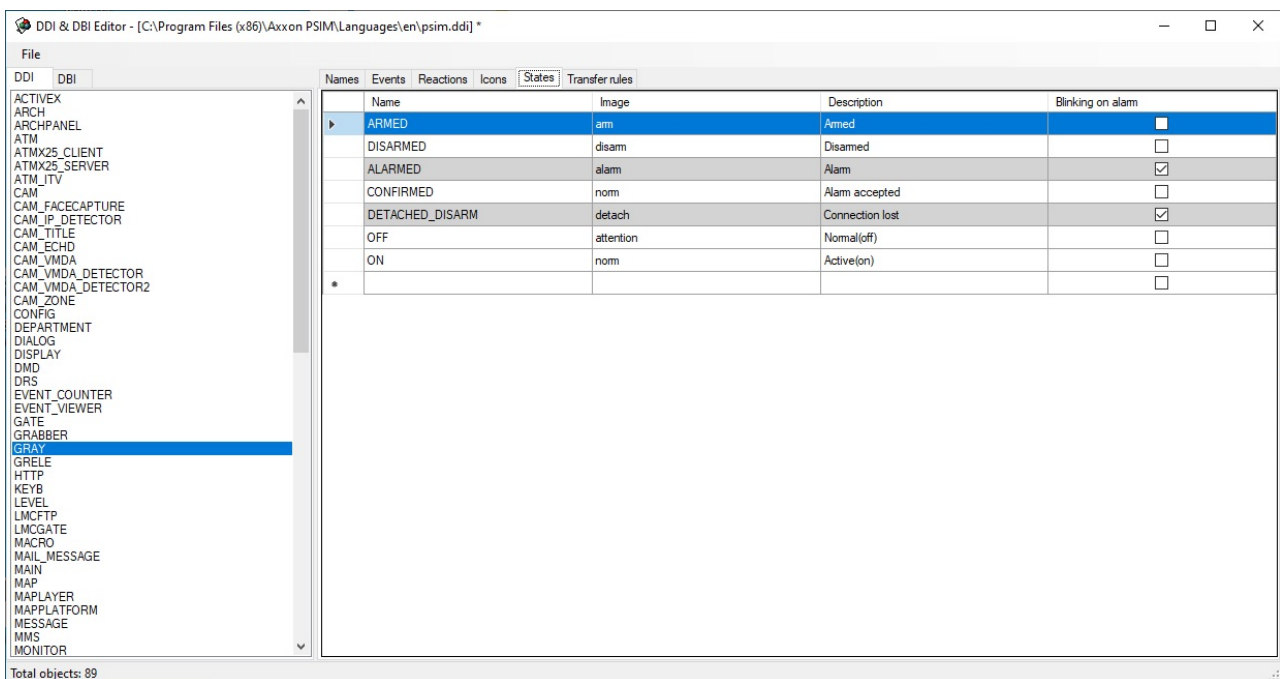 DDI & DBI Editor - [C:\Program Files (x86)\Axxon PSIM\Languages\en\psim.ddi] *
File
DDI DBI
Names Events Reactions Icons States Transfer rules
ACTIVEX
ARCH
ARCHPANEL
ATM
ATMX25_CLIENT
ATMX25_SERVER
ATM_ITV
CAM
CAM_FACECAPTURE
CAM_IP_DETECTOR
CAM_TITLE
CAM_ECHD
CAM_VMDA
CAM_VMDA_DETECTOR
CAM_VMDA_DETECTOR2
CAM_ZONE
CONFIG
DEPARTMENT
DIALOG
DISPLAY
DMD
DRS
EVENT_COUNTER
EVENT_VIEWER
GATE
GRABBER
GRAY
GRELE
HTTP
KEYB
LEVEL
LMCFTP
LMCGATE
MACRO
MAIL_MESSAGE
MAIN
MAP
MAPLAYER
MAPPLATFORM
MESSAGE
MMS
MONITOR
Name Image Description Blinking on alarm
ARMED arm Armed
DISARMED disarm Disarmed
ALARMED alarm Alarm
CONFIRMED norm Alarm accepted
DETACHED_DISARM detach Connection lost
OFF attention Normal(off)
ON norm Active(on)
Total objects: 89